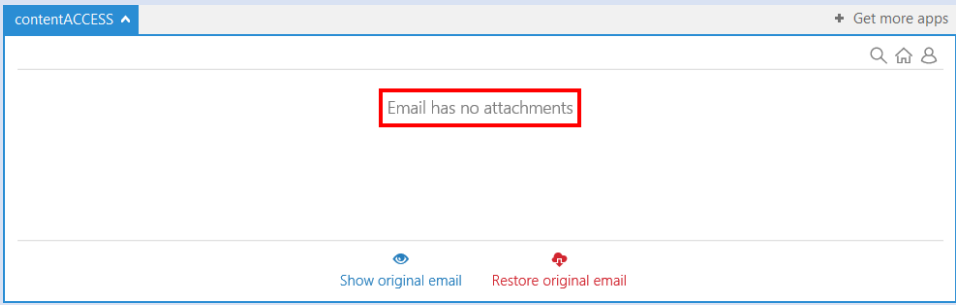 contentACCESS
Get more apps
Email has no attachments
Show original email
Restore original email